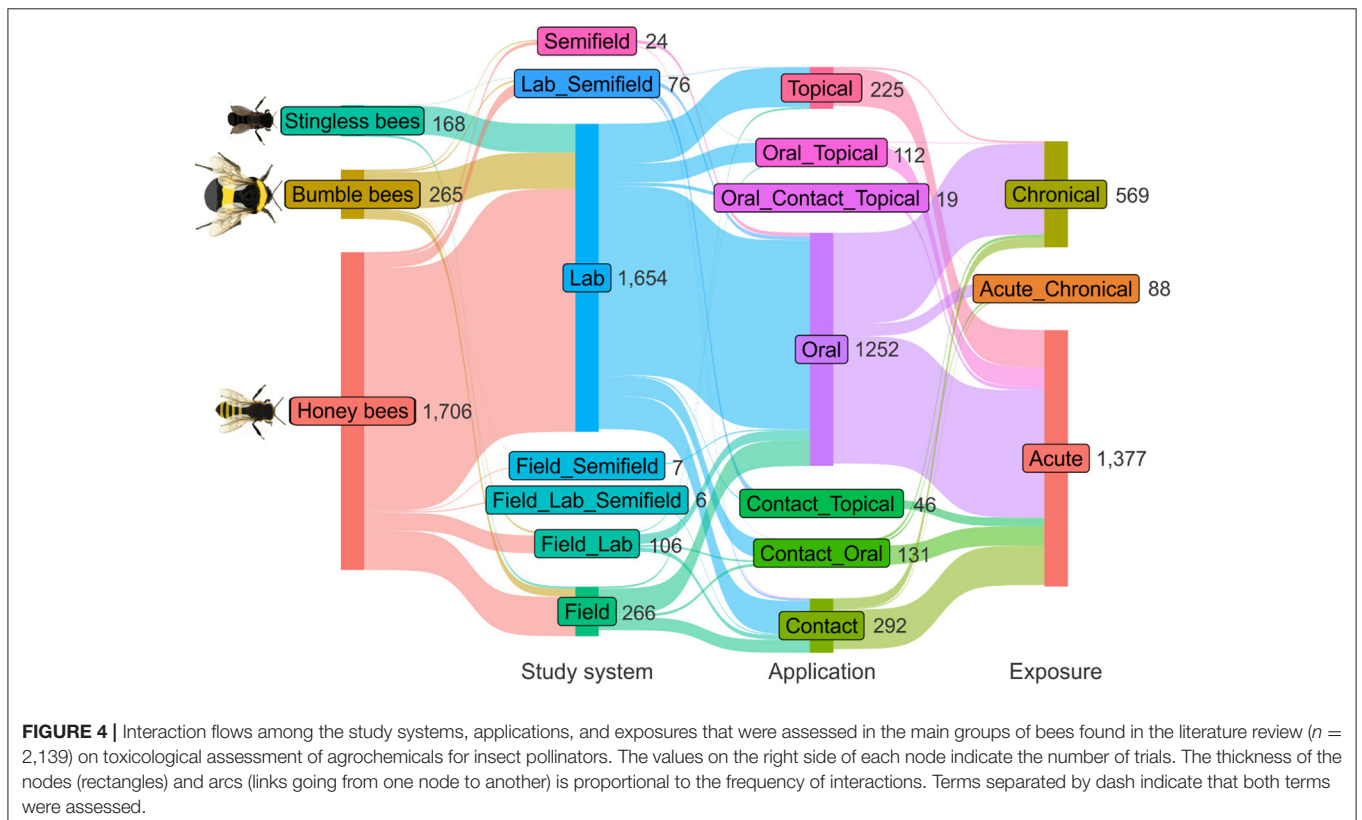 Semifield 24
Lab_Semifield 76
Topical 225
Stingless bees 168
Oral_Topical 112
Bumble bees 265
Oral_Contact_Topical 19
Chronical 569
Lab 1,654
Acute_Chronical 88
Oral 1252
Honey bees 1,706
Field_Semifield 7
Acute 1,377
Field_Lab_Semifield 6
Contact_Topical 46
Field_Lab 106
Contact_Oral 131
Field 266
Contact 292
Study system Application Exposure
FIGURE 4 | Interaction flows among the study systems, applications, and exposures that were assessed in the main groups of bees found in the literature review (n =
2,139) on toxicological assessment of agrochemicals for insect pollinators. The values on the right side of each node indicate the number of trials. The thickness of the
nodes (rectangles) and arcs (links going from one node to another) is proportional to the frequency of interactions. Terms separated by dash indicate that both terms
were assessed.